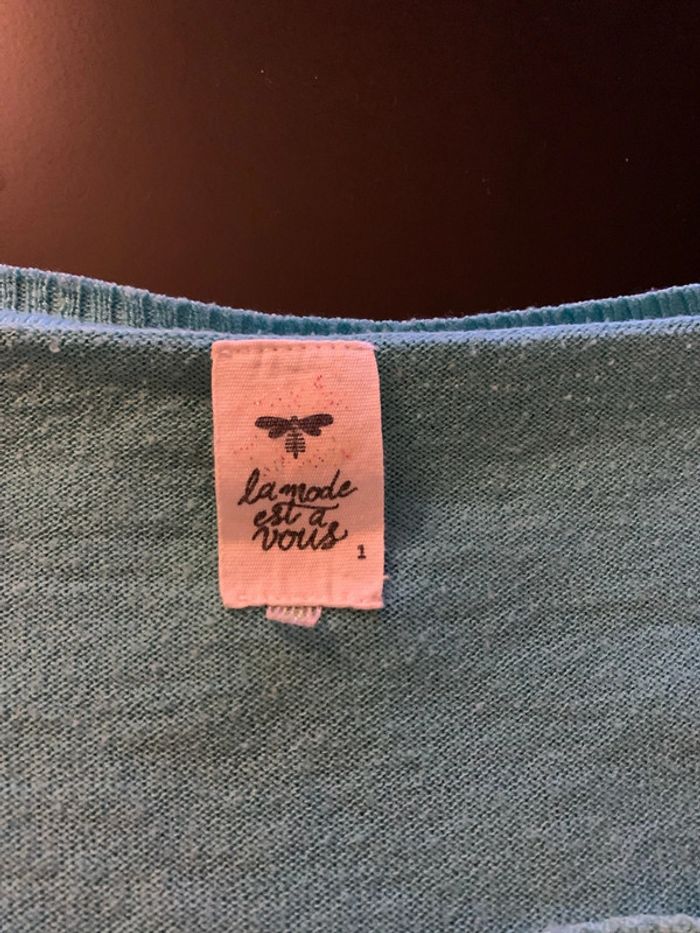 la mode
est à
vous
1